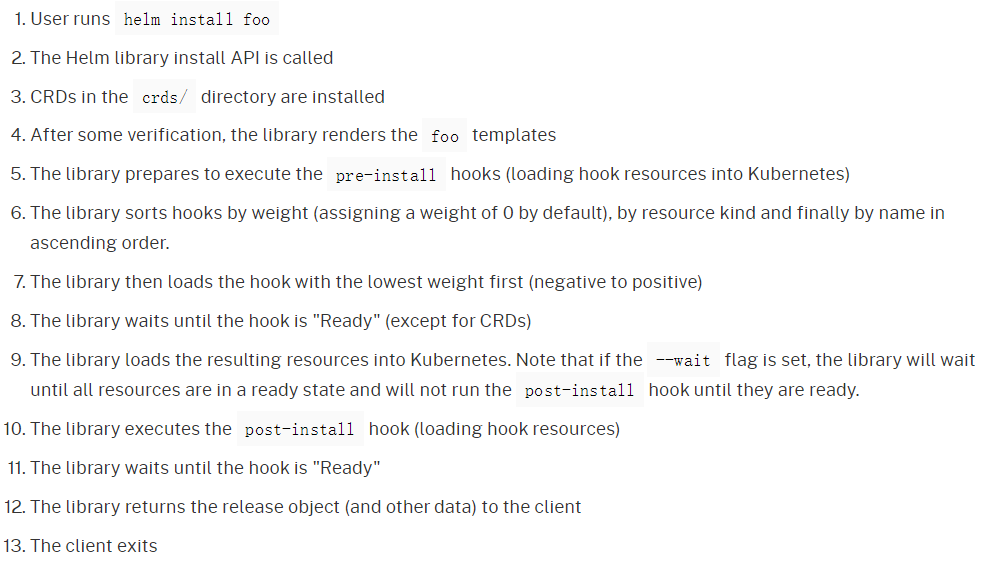 1. User runs helm install foo
2. The Helm library install API is called
3. CRDs in the crds/ directory are installed
4. After some verification, the library renders the foo templates
5. The library prepares to execute the pre-install hooks (loading hook resources into Kubernetes)
6. The library sorts hooks by weight (assigning a weight of 0 by default), by resource kind and finally by name in
ascending order.
7. The library then loads the hook with the lowest weight first (negative to positive)
8. The library waits until the hook is "Ready" (except for CRDs)
9. The library loads the resulting resources into Kubernetes. Note that if the --wait flag is set, the library will wait
until all resources are in a ready state and will not run the post-install hook until they are ready.
10. The library executes the post-install hook (loading hook resources)
11. The library waits until the hook is "Ready"
12. The library returns the release object (and other data) to the client
13. The client exits